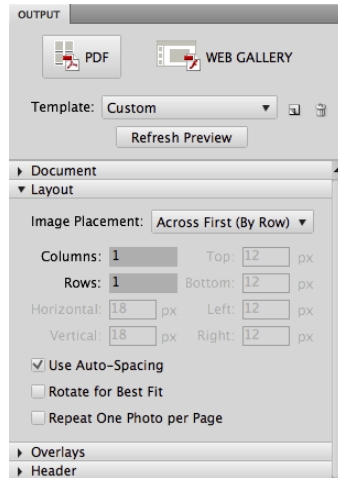 OUTPUT
PDF WEB GALLERY
Template: Custom
Refresh Preview
Document
Layout
Image Placement: Across First (By Row)
Columns: 1 Top: 12 px
Rows: 1 Bottom: 12 px
Horizontal: 18 px Left: 12 px
Vertical: 18 px Right: 12 px
Use Auto-Spacing
Rotate for Best Fit
Repeat One Photo per Page
Overlays
Header